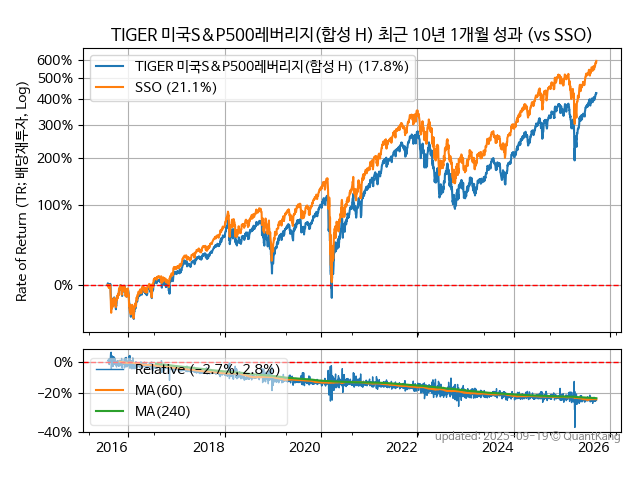 TIGER 미국S&P500레버리지(합성 H) 최근 10년 1개월 성과 (vs SSO)
Rate of Return (TR: 배당재투자, Log)
600%
500%
400%
300%
200%
100%
0%
TIGER 미국S&P500레버리지(합성 H) (17.8%)
SSO (21.1%)
0%
−20%
−40%
Relative (−2.7%, 2.8%)
MA(60)
MA(240)
2016 2018 2020 2022 2024 2026
updated: 2025-09-19 © QuantKang